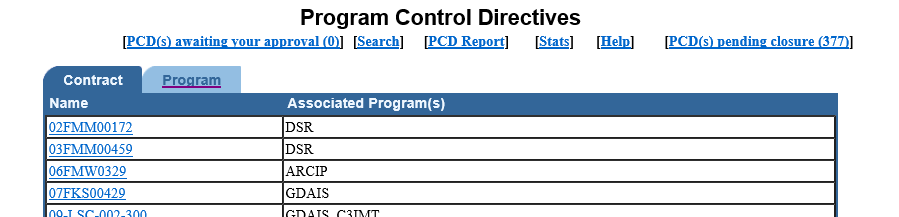 Program Control Directives
[PCD(s) awaiting your approval (0)] [Search] [PCD Report] [Stats] [Help] [PCD(s) pending closure (377)]
Contract Program
Name Associated Program(s)
02FMM00172 DSR
03FMM00459 DSR
06FMW0329 ARCIP
07FKS00429 GDAIS
09-LSC-002-300 GDAIS, C3IMT